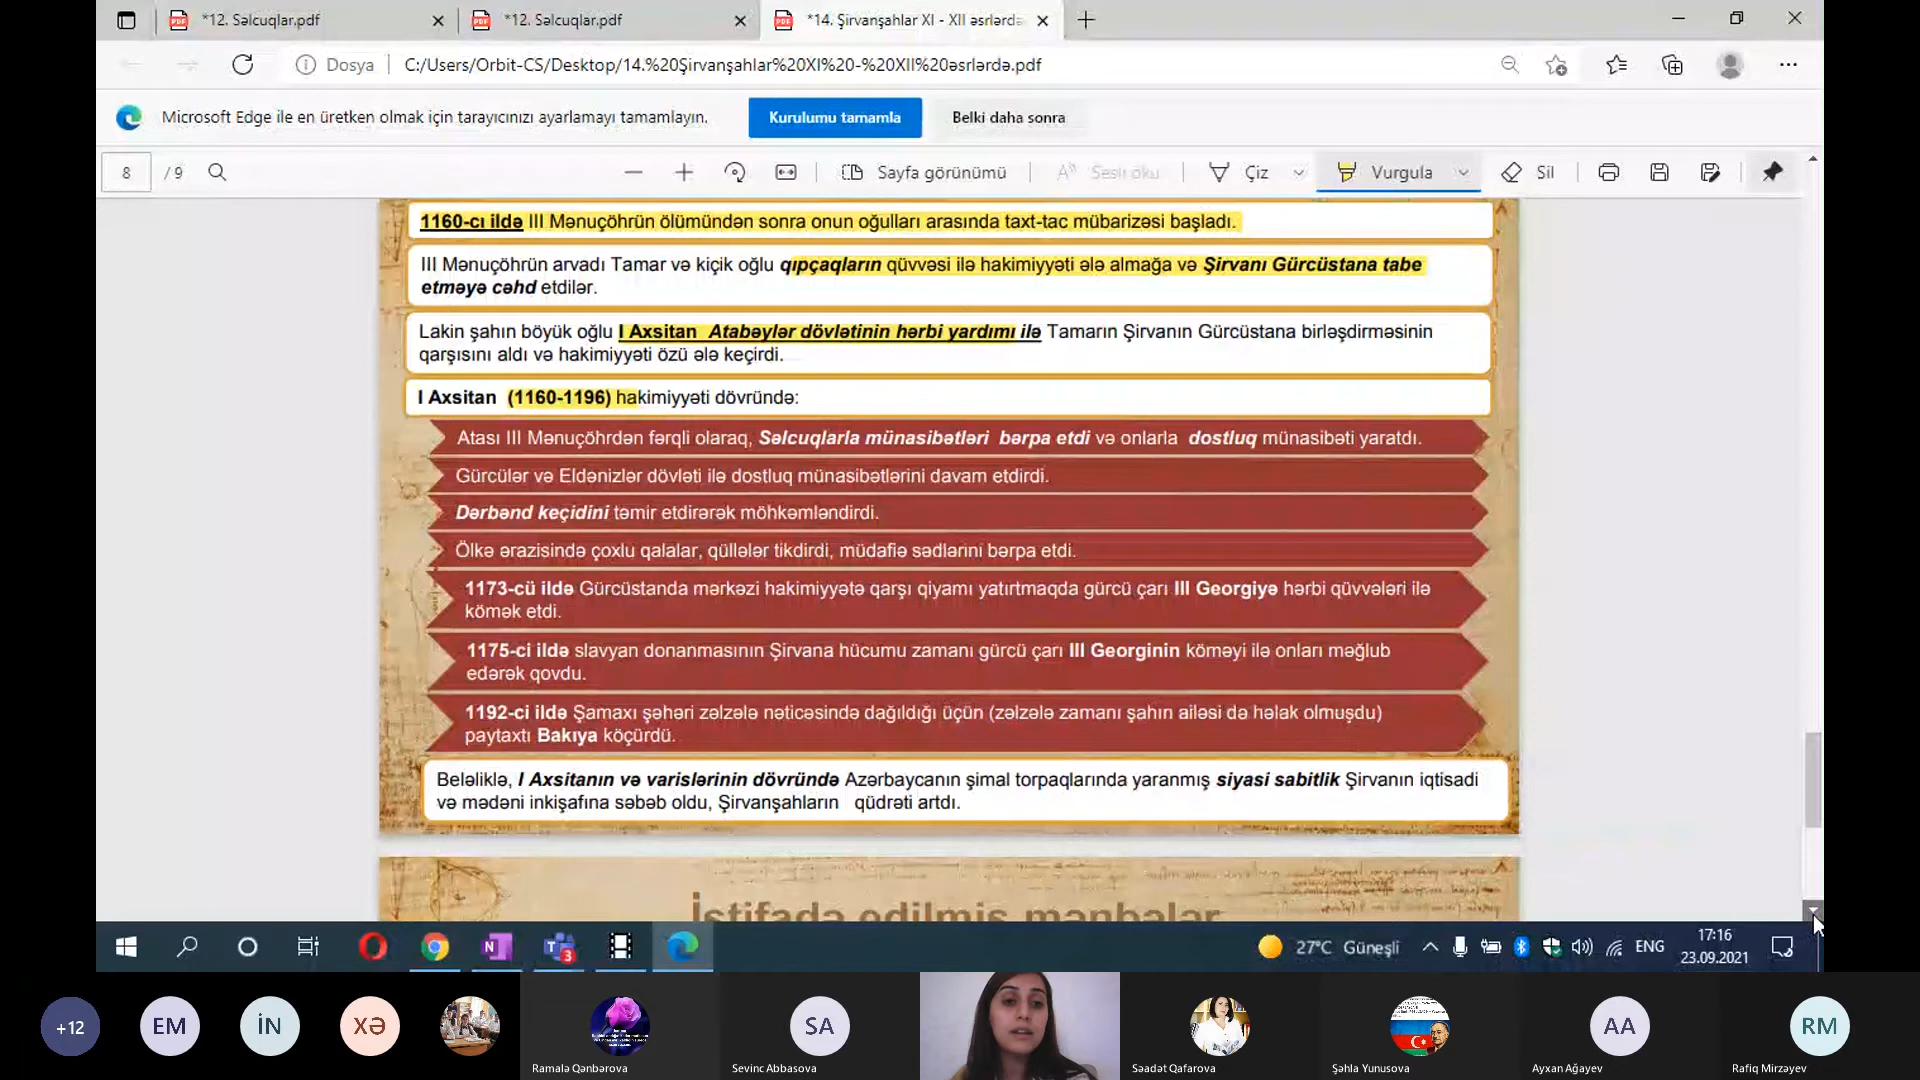 *12. Səlcuqlar.pdf
*12. Səlcuqlar.pdf
*14. Şirvanşahlar XI - XII əsrlərdə
Dosya
C:/Users/Orbit-CS/Desktop/14.%20Şirvanşahlar%20XI%20-%20XII%20əsrlərdə.pdf
Microsoft Edge ile en üretken olmak için tarayıcınızı ayarlamayı tamamlayın.
Kurulumu tamamla
Belki daha sonra
8
/ 9
Sayfa görünümü
Sesli oku
Çiz
Vurgula
Sil
1160-cı ildə III Mənuçöhrün ölümündən sonra onun oğulları arasında taxt-tac mübarizəsi başladı.
III Mənuçöhrün arvadı Tamar və kiçik oğlu qıpçaqların qüvvəsi ilə hakimiyyəti ələ almağa və Şirvanı Gürcüstana tabe
etməyə cəhd etdilər.
Lakin şahın böyük oğlu I Axsitan Atabəylər dövlətinin hərbi yardımı ilə Tamarın Şirvanın Gürcüstana birləşdirməsinin
qarşısını aldı və hakimiyyəti özü ələ keçirdi.
I Axsitan (1160-1196) hakimiyyəti dövründə:
Atası III Mənuçöhrdən fərqli olaraq, Səlcuqlarla münasibətləri bərpa etdi və onlarla dostluq münasibəti yaratdı.
Gürcülər və Eldənizlər dövləti ilə dostluq münasibətlərini davam etdirdi.
Dərbənd keçidini təmir etdirərək möhkəmləndirdi.
Ölkə ərazisində çoxlu qalalar, qüllələr tikdirdi, müdafiə sədlərini bərpa etdi.
1173-cü ildə Gürcüstanda mərkəzi hakimiyyətə qarşı qiyamı yatırtmaqda gürcü çarı III Georgiyə hərbi qüvvələri ilə
kömək etdi.
1175-ci ildə slavyan donanmasının Şirvana hücumu zamanı gürcü çarı III Georginin köməyi ilə onları məğlub
edərək qovdu.
1192-ci ildə Şamaxı şəhəri zəlzələ nəticəsində dağıldığı üçün (zəlzələ zamanı şahın ailəsi də həlak olmuşdu)
paytaxtı Bakıya köçürdü.
Beləliklə, I Axsitanın və varislərinin dövründə Azərbaycanın şimal torpaqlarında yaranmış siyasi sabitlik Şirvanın iqtisadi
və mədəni inkişafına səbəb oldu, Şirvanşahların qüdrəti artdı.
İstifadə edilmiş mənbələr
3
27°C Güneşli
ENG
17:16
23.09.2021
+12
EM
İN
XƏ
SA
AA
RM
Ramalə Qənbərova
Sevinc Abbasova
Səadət Qafarova
Şəhla Yunusova
Ayxan Ağayev
Rafiq Mirzəyev